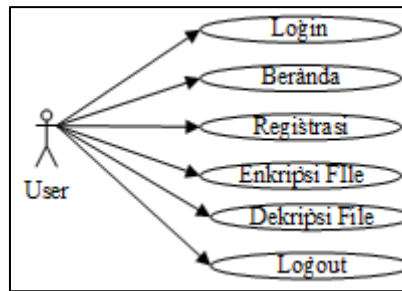 Login
Beranda
Registrasi
Enkripsi FIle
User
Dekripsi File
Logout